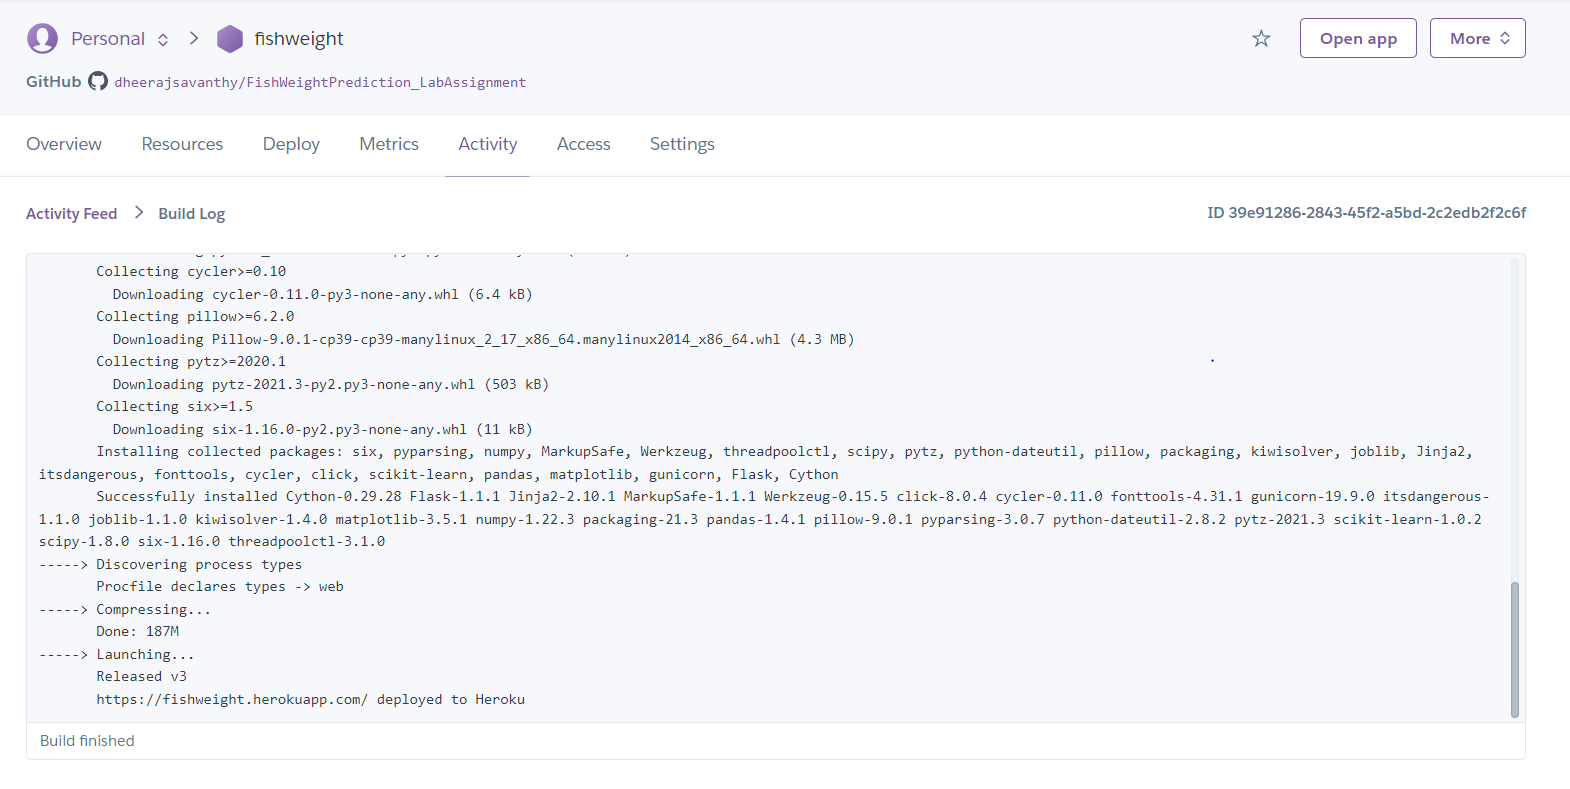 Personal fishweight Open app More
GitHub dheerajsavanthy/FishWeightPrediction_LabAssignment
Overview Resources Deploy Metrics Activity Access Settings
Activity Feed Build Log ID 39e91286-2843-45f2-a5bd-2c2edb2f2c6f
Collecting cycler>=0.10
Downloading cycler-0.11.0-py3-none-any.whl (6.4 kB)
Collecting pillow>=6.2.0
Downloading Pillow-9.0.1-cp39-cp39-manylinux_2_17_x86_64.manylinux2014_x86_64.whl (4.3 MB)
Collecting pytz>=2020.1
Downloading pytz-2021.3-py2.py3-none-any.whl (503 kB)
Collecting six>=1.5
Downloading six-1.16.0-py2.py3-none-any.whl (11 kB)
Installing collected packages: six, pyparsing, numpy, MarkupSafe, Werkzeug, threadpoolctl, scipy, pytz, python-dateutil, pillow, packaging, kiwisolver, joblib, Jinja2,
itsdangerous, fonttools, cycler, click, scikit-learn, pandas, matplotlib, gunicorn, Flask, Cython
Successfully installed Cython-0.29.28 Flask-1.1.1 Jinja2-2.10.1 MarkupSafe-1.1.1 Werkzeug-0.15.5 click-8.0.4 cycler-0.11.0 fonttools-4.31.1 gunicorn-19.9.0 itsdangerous-
1.1.0 joblib-1.1.0 kiwisolver-1.4.0 matplotlib-3.5.1 numpy-1.22.3 packaging-21.3 pandas-1.4.1 pillow-9.0.1 pyparsing-3.0.7 python-dateutil-2.8.2 pytz-2021.3 scikit-learn-1.0.2
scipy-1.8.0 six-1.16.0 threadpoolctl-3.1.0
-----> Discovering process types
Procfile declares types -> web
-----> Compressing...
Done: 187M
-----> Launching...
Released v3
https://fishweight.herokuapp.com/ deployed to Heroku
Build finished